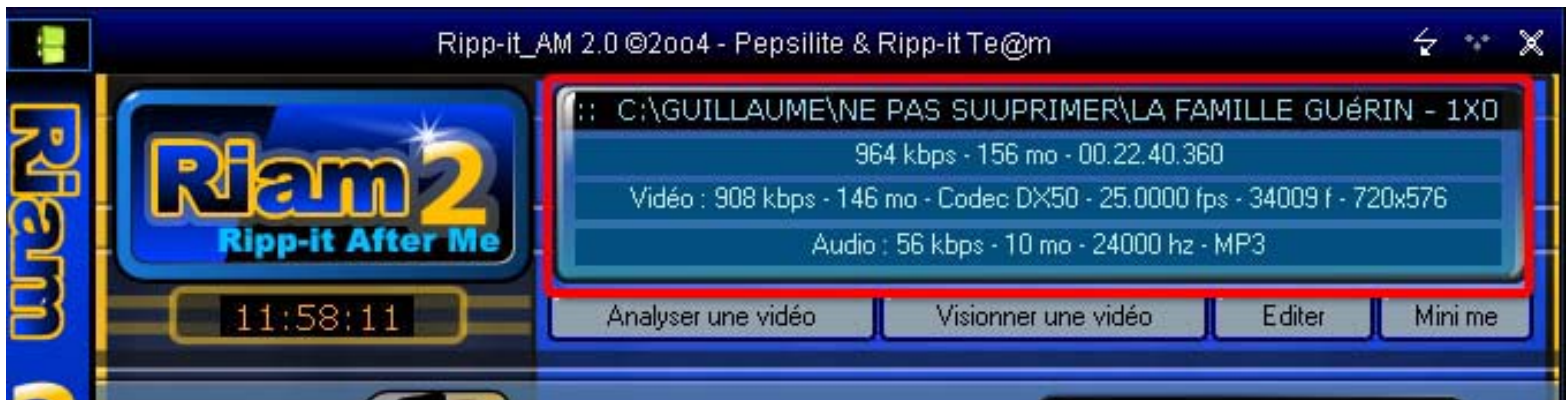 Ripp-it_AM 2.0 ©2oo4 - Pepsilite & Ripp-it Te@m
Riam
Riam2
Ripp-it After Me
11:58:11
:: C:\GUILLAUME\NE PAS SUUPRIMER\LA FAMILLE GUéRIN - 1X0
964 kbps - 156 mo - 00.22.40.360
Vidéo : 908 kbps - 146 mo - Codec DX50 - 25.0000 fps - 34009 f - 720x576
Audio : 56 kbps - 10 mo - 24000 hz - MP3
Analyser une vidéo
Visionner une vidéo
Editer
Mini me